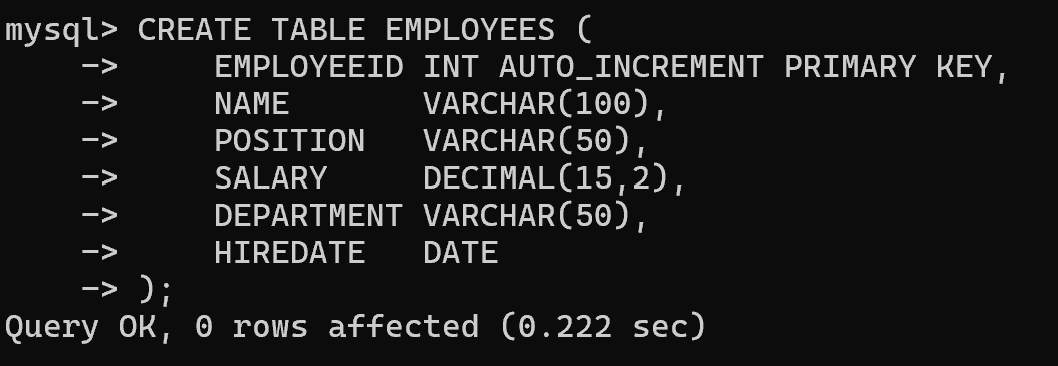 mysql> CREATE TABLE EMPLOYEES (
    ->     EMPLOYEEID INT AUTO_INCREMENT PRIMARY KEY,
    ->     NAME       VARCHAR(100),
    ->     POSITION   VARCHAR(50),
    ->     SALARY     DECIMAL(15,2),
    ->     DEPARTMENT VARCHAR(50),
    ->     HIREDATE   DATE
    -> );
Query OK, 0 rows affected (0.222 sec)